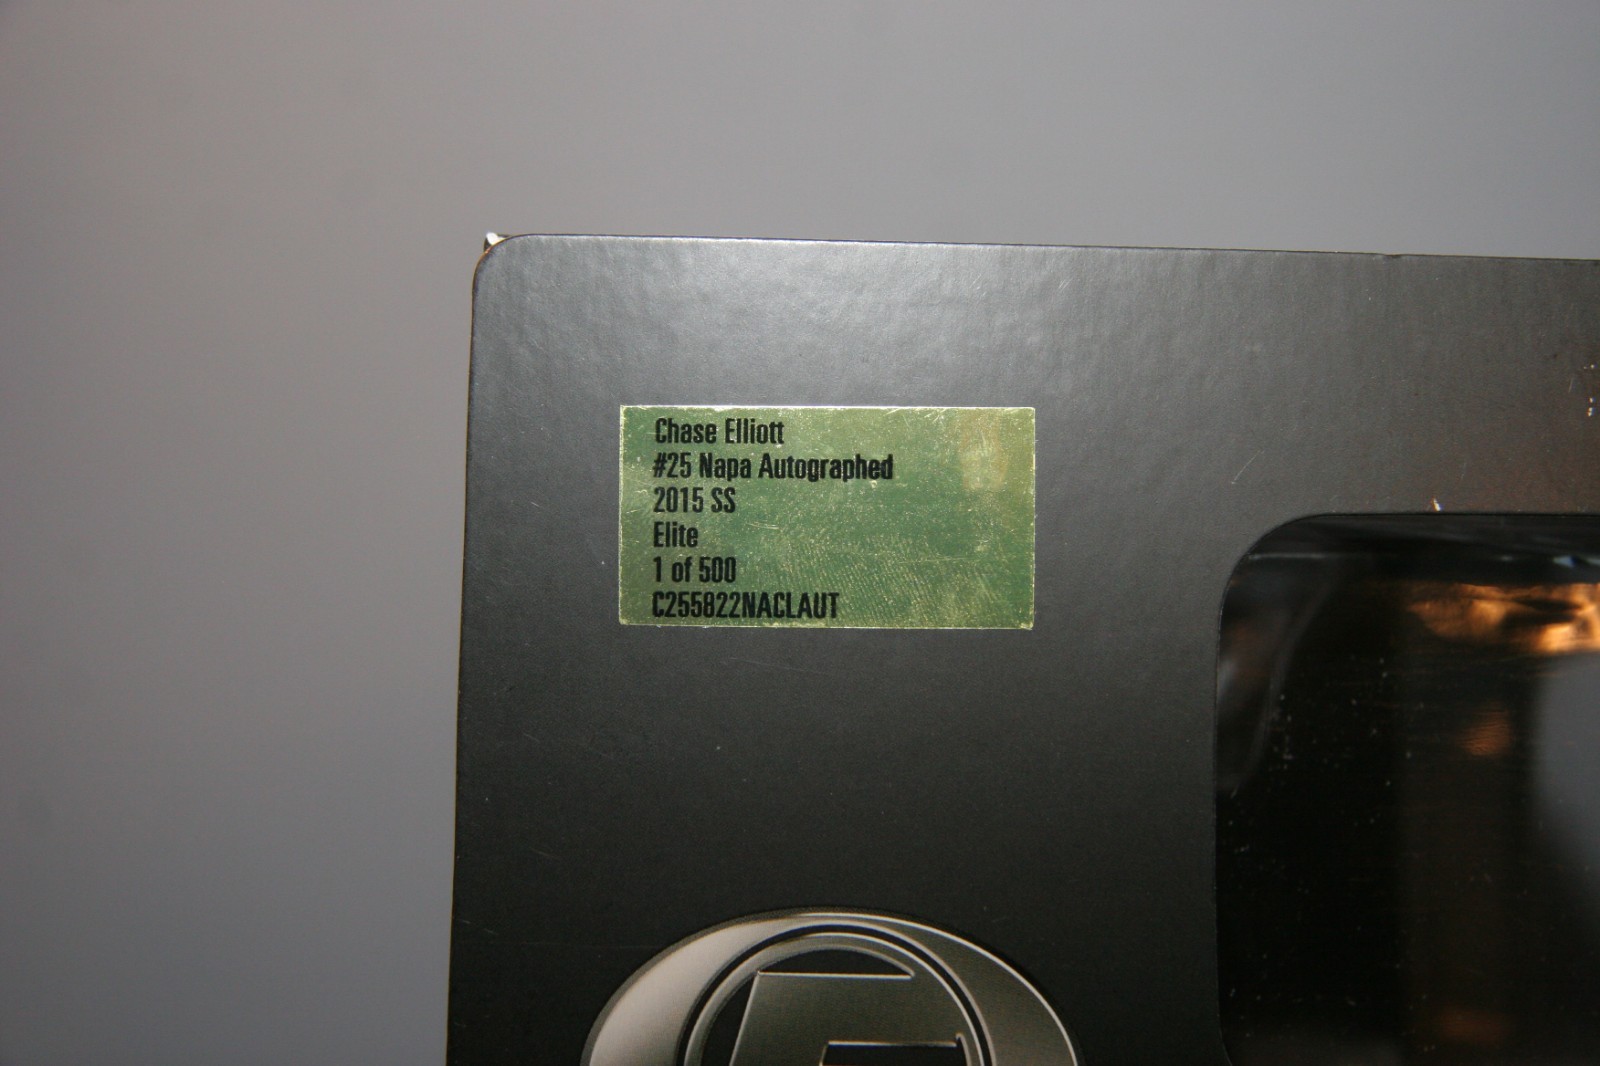 Chase Elliott
#25 Napa Autographed
2015 SS
Elite
1 of 500
C255822NACLAUT